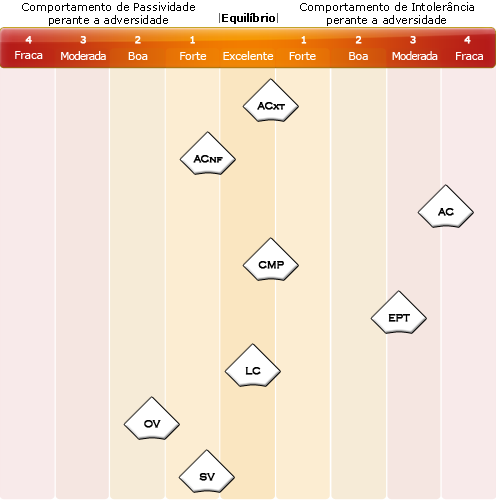 Comportamento de Passividade
perante a adversidade
|Equilíbrio|
Comportamento de Intolerância
perante a adversidade
4 3 2 1 1 2 3 4
Fraca Moderada Boa Forte Excelente Forte Boa Moderada Fraca
ACXT
ACNF
AC
CMP
EPT
LC
OV
SV